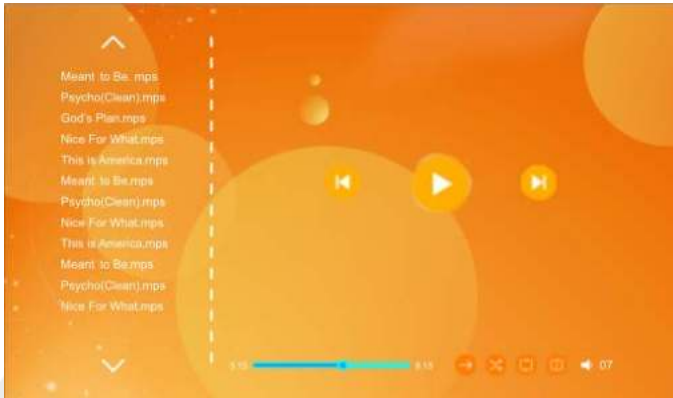 Meant to Be. mps
Psycho(Clean).mps
God's Plan.mps
Nice For What.mps
This is America.mps
Meant to Be.mps
Psycho(Clean).mps
Nice For What.mps
This is America.mps
Meant to Be.mps
Psycho(Clean).mps
Nice For What.mps
07